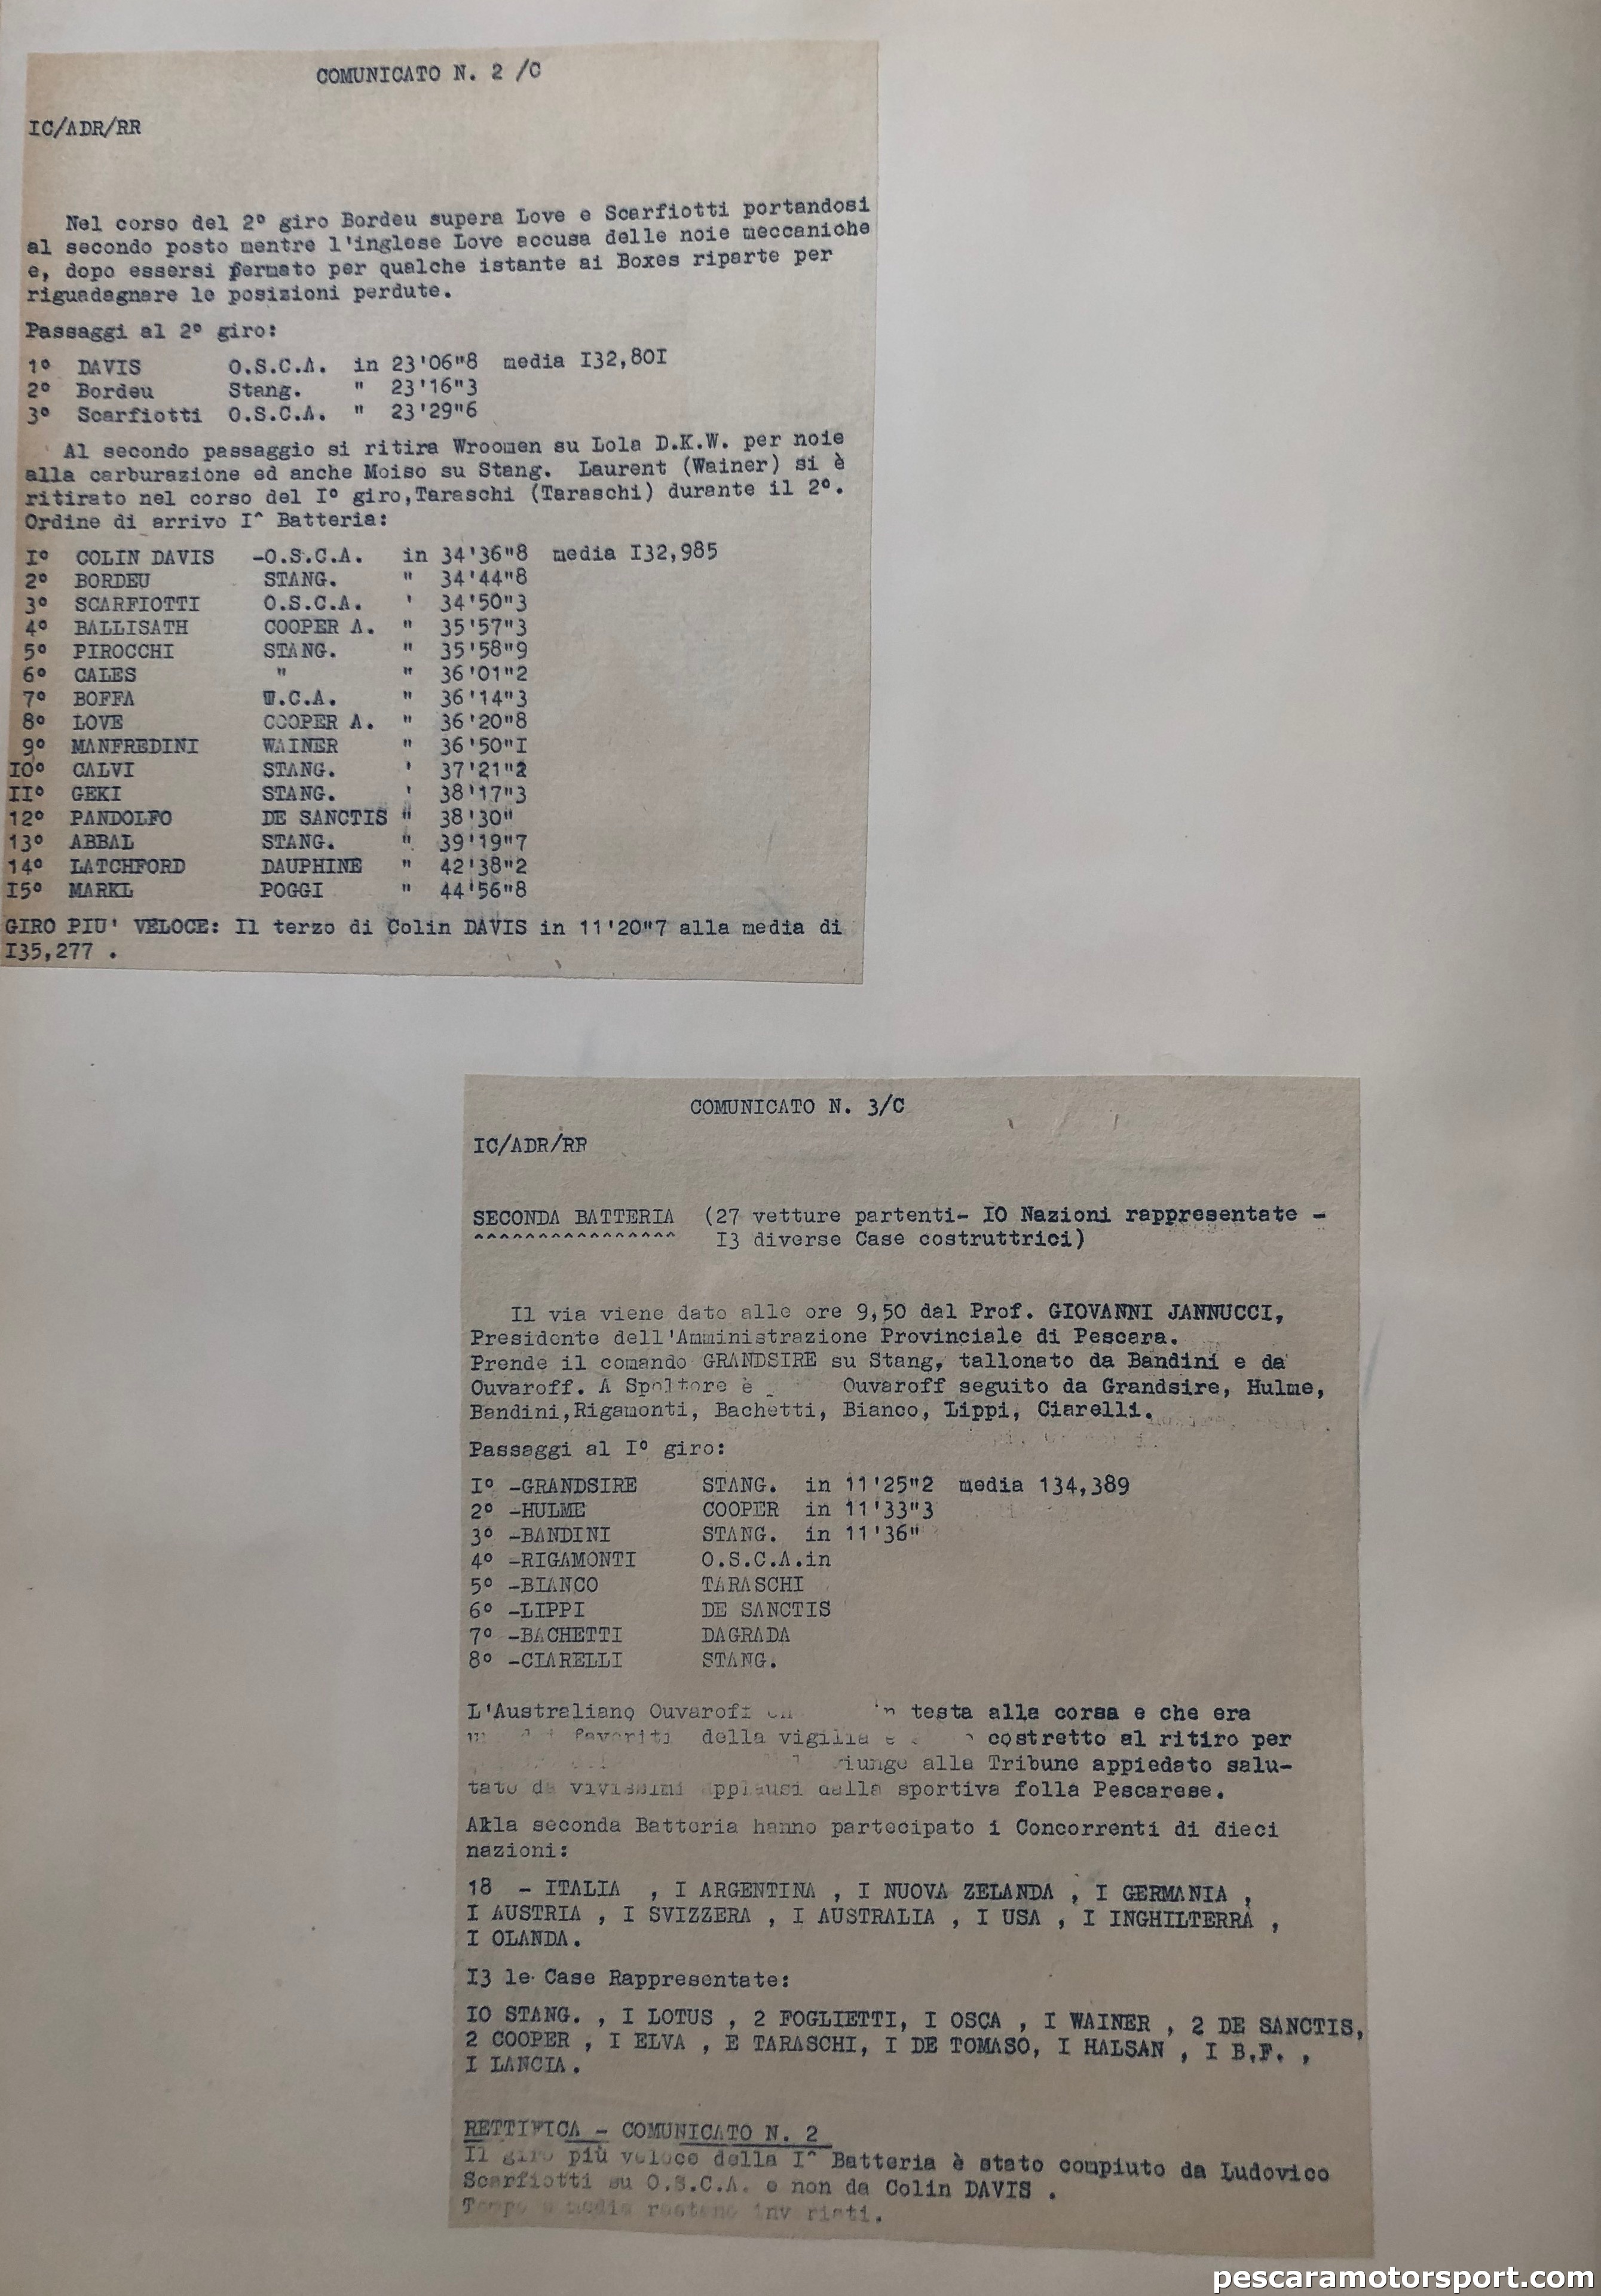 COMUNICATO N. 2 /C
IC/ADR/RR
Nel corso del 2° giro Bordeu supera Love e Scarfiotti portandosi
al secondo posto mentre l'inglese Love accusa delle noie meccaniche
e, dopo essersi fermato per qualche istante ai Boxes riparte per
riguadagnare le posizioni perdute.
Passaggi al 2° giro:
1° DAVIS O.S.C.A. in 23'06"8 media I32,80I
2° Bordeu Stang. " 23'16"3
3° Scarfiotti O.S.C.A. " 23'29"6
Al secondo passaggio si ritira Wroomen su Lola D.K.W. per noie
alla carburazione ed anche Moiso su Stang. Laurent (Wainer) si è
ritirato nel corso del I° giro,Taraschi (Taraschi) durante il 2°.
Ordine di arrivo I^ Batteria:
I° COLIN DAVIS -O.S.C.A. in 34'36"8 media I32,985
2° BORDEU STANG. " 34'44"8
3° SCARFIOTTI O.S.C.A. ' 34'50"3
4° BALLISATH COOPER A. " 35'57"3
5° PIROCCHI STANG. " 35'58"9
6° CALES " " 36'01"2
7° BOFFA W.C.A. " 36'14"3
8° LOVE COOPER A. " 36'20"8
9° MANFREDINI WAINER " 36'50"I
IO° CALVI STANG. ' 37'21"2
II° GEKI STANG. ' 38'17"3
12° PANDOLFO DE SANCTIS " 38'30"
13° ABBAL STANG. " 39'19"7
14° LATCHFORD DAUPHINE " 42'38"2
I5° MARKL POGGI " 44'56"8
GIRO PIU' VELOCE: Il terzo di Colin DAVIS in 11'20"7 alla media di
I35,277 .
COMUNICATO N. 3/C
IC/ADR/RR
SECONDA BATTERIA (27 vetture partenti- IO Nazioni rappresentate -
^^^^^^^^^^^^^^^^ I3 diverse Case costruttrici)
Il via viene dato alle ore 9,50 dal Prof. GIOVANNI JANNUCCI,
Presidente dell'Amministrazione Provinciale di Pescara.
Prende il comando GRANDSIRE su Stang, tallonato da Bandini e da
Ouvaroff. A Spoltore è Ouvaroff seguito da Grandsire, Hulme,
Bandini,Rigamonti, Bachetti, Bianco, Lippi, Ciarelli.
Passaggi al I° giro:
I° -GRANDSIRE STANG. in 11'25"2 media 134,389
2° -HULME COOPER in 11'33"3
3° -BANDINI STANG. in 11'36"
4° -RIGAMONTI O.S.C.A.in
5° -BIANCO TARASCHI
6° -LIPPI DE SANCTIS
7° -BACHETTI DAGRADA
8° -CIARELLI STANG.
L'Australiano Ouvaroff testa alla corsa e che era
favoriti della vigilia costretto al ritiro per
alla Tribune appiedato salu-
tato da vivissimi applausi dalla sportiva folla Pescarese.
Alla seconda Batteria hanno partecipato i Concorrenti di dieci
nazioni:
18 - ITALIA , I ARGENTINA , I NUOVA ZELANDA , I GERMANIA ,
I AUSTRIA , I SVIZZERA , I AUSTRALIA , I USA , I INGHILTERRA ,
I OLANDA.
I3 le Case Rappresentate:
IO STANG. , I LOTUS , 2 FOGLIETTI, I OSCA , I WAINER , 2 DE SANCTIS,
2 COOPER , I ELVA , E TARASCHI, I DE TOMASO, I HALSAN , I B.F. ,
I LANCIA.
RETTIFICA - COMUNICATO N. 2
Il giro più veloce della I^ Batteria è stato compiuto da Ludovico
Scarfiotti su O.S.C.A. e non da Colin DAVIS .
Tempo e media restano invariati.
pescaramotorsport.com